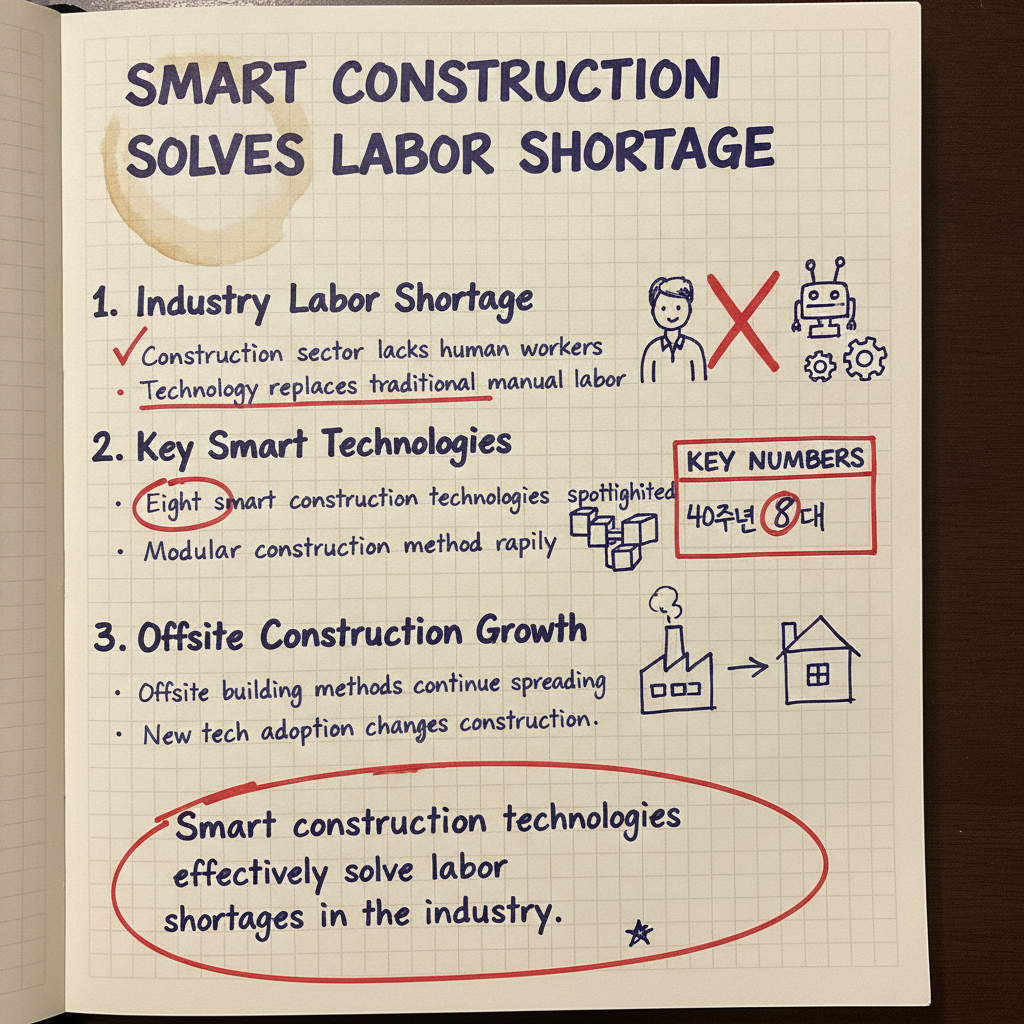 SMART CONSTRUCTION
SOLVES LABOR SHORTAGE
1. Industry Labor Shortage
Construction sector lacks human workers
• Technology replaces traditional manual labor
2. Key Smart Technologies
• Eight smart construction technologies spottighited
• Modular construction method rapily
KEY NUMBERS
40주년 8대
3. Offsite Construction Growth
• Offsite building methods continue spreading
• New tech adoption changes construction.
Smart construction technologies
effectively solve labor
shortages in the industry.